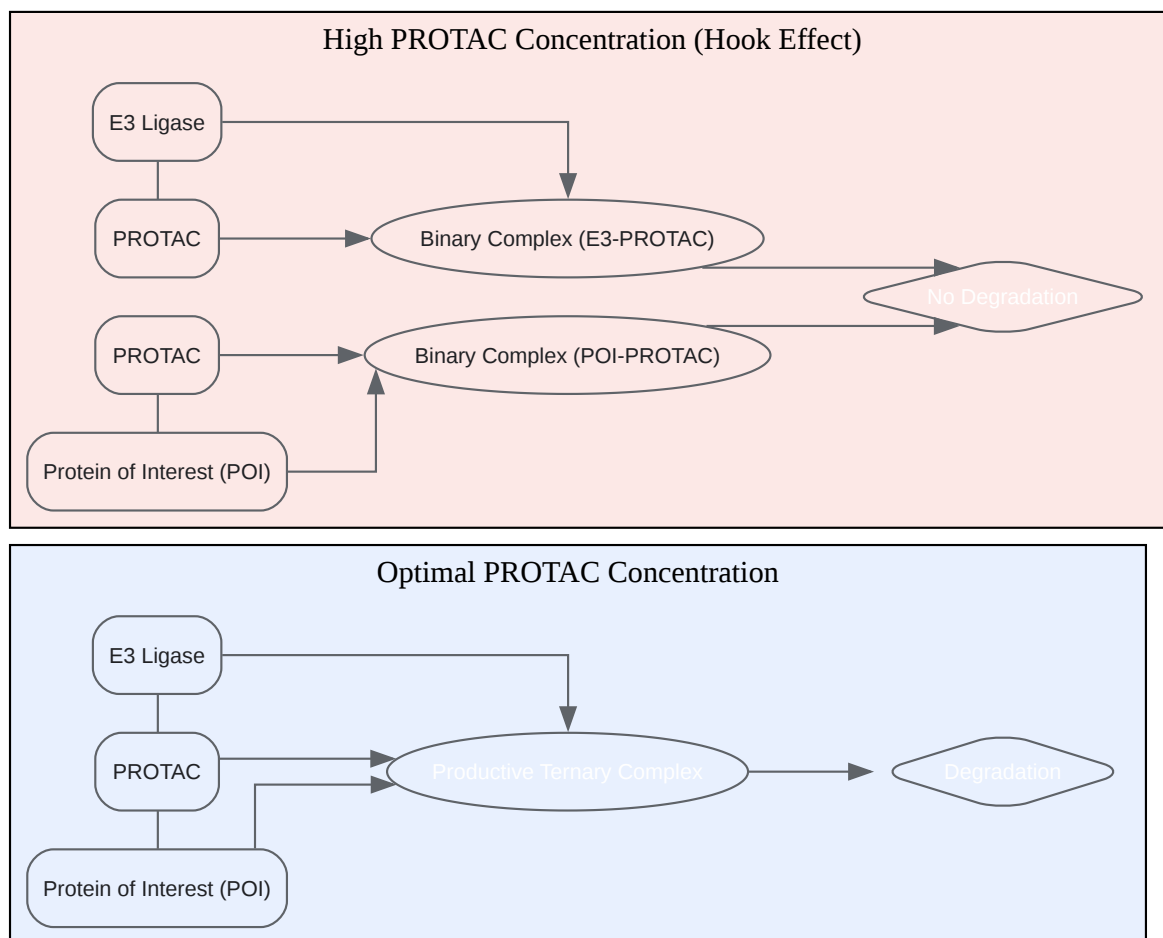 High PROTAC Concentration (Hook Effect)
E3 Ligase
PROTAC
Binary Complex (E3-PROTAC)
No Degradation
PROTAC
Binary Complex (POI-PROTAC)
Protein of Interest (POI)
Optimal PROTAC Concentration
E3 Ligase
PROTAC
Productive Ternary Complex
Degradation
Protein of Interest (POI)